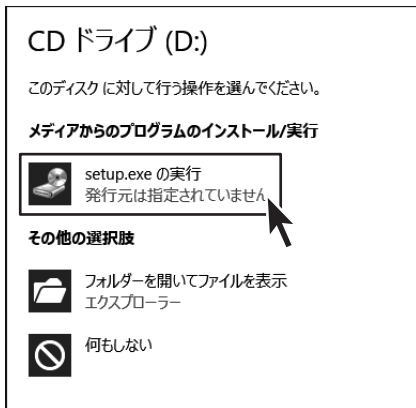 CD ドライブ (D:)
このディスク に対して行う操作を選んでください。
メディアからのプログラムのインストール/実行
setup.exe の実行
発行元は指定されていません
その他の選択肢
フォルダーを開いてファイルを表示
エクスプローラー
何もしない